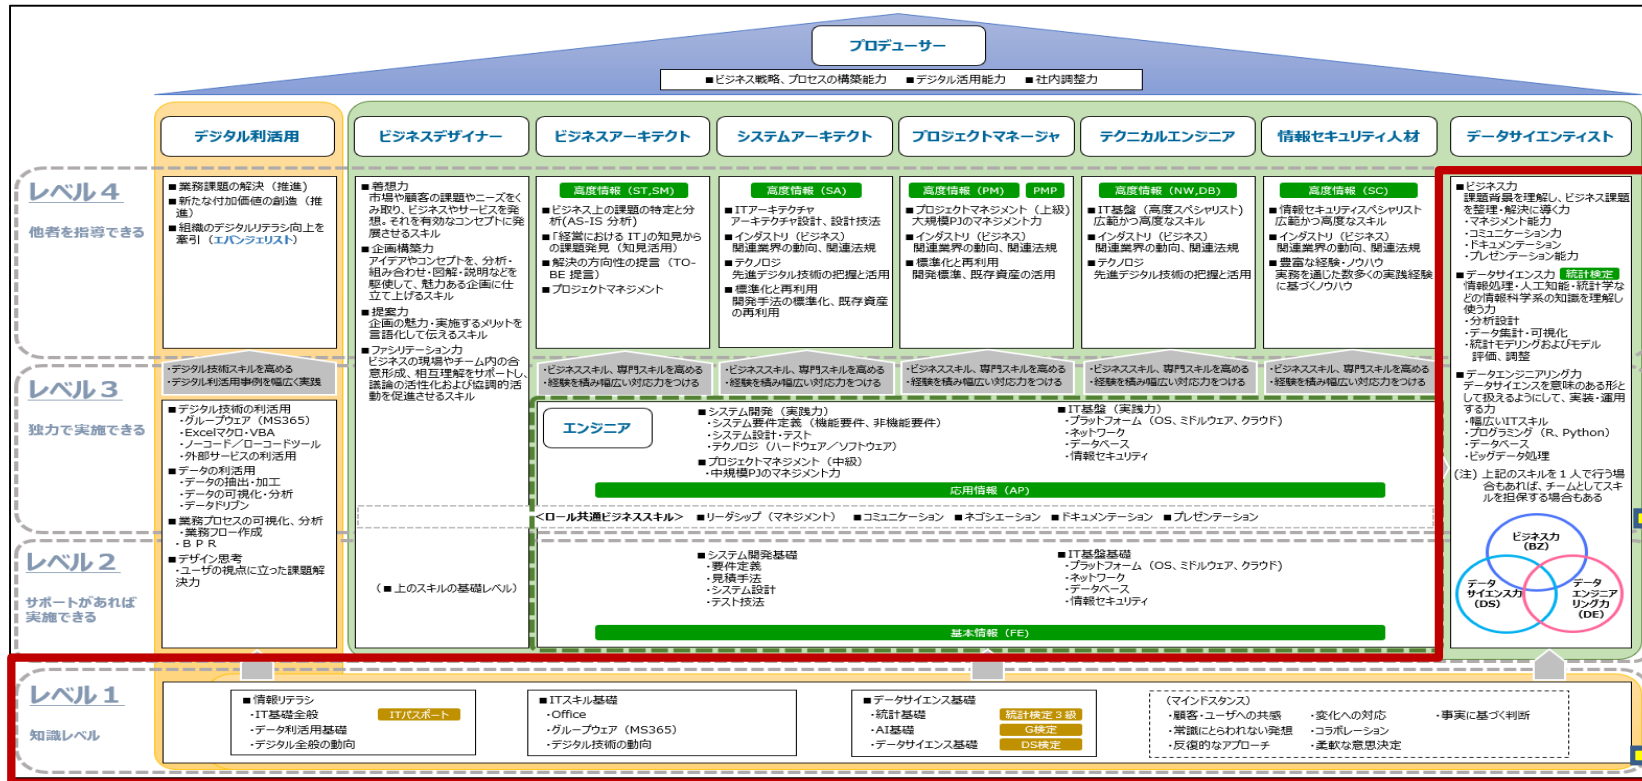 プロデューサー
■ビジネス戦略、プロセスの構築能力　■デジタル活用能力　■社内調整力
デジタル利活用
ビジネスデザイナー
ビジネスアーキテクト
システムアーキテクト
プロジェクトマネージャ
テクニカルエンジニア
情報セキュリティ人材
データサイエンティスト
レベル４
他者を指導できる
■業務課題の解決（推進）
■新たな付加価値の創造（推
進）
■組織のデジタルリテラシ向上を
牽引（エバンジェリスト）
■着想力
市場や顧客の課題やニーズをく
み取り、ビジネスやサービスを発
想。それを有効なコンセプトに発
展させるスキル
■企画構築力
アイデアやコンセプトを、分析・
組み合わせ・図解・説明などを
駆使して、魅力ある企画に仕
立て上げるスキル
■提案力
企画の魅力・実施するメリットを
言語化して伝えるスキル
■ファシリテーション力
ビジネスの現場やチーム内の合
意形成、相互理解をサポートし、
議論の活性化および協調的活
動を促進させるスキル
（■上のスキルの基礎レベル）
高度情報（ST,SM）
■ビジネス上の課題の特定と分
析(AS-IS 分析)
■「経営における IT」の知見から
の課題発見（知見活用）
■解決の方向性の提言（TO-
BE 提言）
■プロジェクトマネジメント
高度情報（SA）
■ITアーキテクチャ
アーキテクチャ設計、設計技法
■インダストリ（ビジネス）
関連業界の動向、関連法規
■テクノロジ
先進デジタル技術の把握と活用
■標準化と再利用
開発手法の標準化、既存資産
の再利用
高度情報（PM）
PMP
■プロジェクトマネジメント（上級）
大規模PJのマネジメント力
■インダストリ（ビジネス）
関連業界の動向、関連法規
■標準化と再利用
開発標準、既存資産の活用
高度情報（NW,DB）
■IT基盤（高度スペシャリスト）
広範かつ高度なスキル
■インダストリ（ビジネス）
関連業界の動向、関連法規
■テクノロジ
先進デジタル技術の把握と活用
高度情報（SC）
■情報セキュリティスペシャリスト
広範かつ高度なスキル
■インダストリ（ビジネス）
関連業界の動向、関連法規
■豊富な経験・ノウハウ
実務を通じた数多くの実践経験
に基づくノウハウ
■ビジネス力
課題背景を理解し、ビジネス課題
を整理・解決に導く力
・マネジメント能力
・コミュニケーション力
・ドキュメンテーション
・プレゼンテーション能力
■データサイエンス力　統計検定
情報処理・人工知能・統計学な
どの情報科学系の知識を理解し
使う力
・分析設計
・データ集計・可視化
・統計モデリングおよびモデル
評価、調整
■データエンジニアリング力
データサイエンスを意味のある形と
して扱えるようにして、実装・運用
する力
・幅広いITスキル
・プログラミング（R、Python）
・データベース
・ビッグデータ処理
(注) 上記のスキルを１人で行う場
合もあれば、チームとしてスキ
ルを担保する場合もある
ビジネス力
(BZ)
データ
サイエンス力
(DS)
データ
エンジニア
リング力
(DE)
レベル３
独力で実施できる
・デジタル技術スキルを高める
・デジタル利活用事例を幅広く実践
・ビジネススキル、専門スキルを高める
・経験を積み幅広い対応力をつける
・ビジネススキル、専門スキルを高める
・経験を積み幅広い対応力をつける
・ビジネススキル、専門スキルを高める
・経験を積み幅広い対応力をつける
・ビジネススキル、専門スキルを高める
・経験を積み幅広い対応力をつける
・ビジネススキル、専門スキルを高める
・経験を積み幅広い対応力をつける
■デジタル技術の利活用
・グループウェア（MS365）
・Excelマクロ・VBA
・ノーコード／ローコードツール
・外部サービスの利活用
■データの利活用
・データの抽出・加工
・データの可視化・分析
・データドリブン
■業務プロセスの可視化、分析
・業務フロー作成
・ＢＰＲ
■デザイン思考
・ユーザの視点に立った課題解
決力
エンジニア
■システム開発（実践力）
・システム要件定義（機能要件、非機能要件）
・システム設計・テスト
・テクノロジ（ハードウェア／ソフトウェア）
■プロジェクトマネジメント（中級）
・中規模PJのマネジメント力
■IT基盤（実践力）
・プラットフォーム（OS、ミドルウェア、クラウド）
・ネットワーク
・データベース
・情報セキュリティ
応用情報（AP）
＜ロール共通ビジネススキル＞　■リーダシップ（マネジメント）　■コミュニケーション　■ネゴシエーション　■ドキュメンテーション　■プレゼンテーション
レベル２
サポートがあれば
実施できる
■システム開発基礎
・要件定義
・見積手法
・システム設計
・テスト技法
■IT基盤基礎
・プラットフォーム（OS、ミドルウェア、クラウド）
・ネットワーク
・データベース
・情報セキュリティ
基本情報（FE）
レベル１
知識レベル
■情報リテラシ
・IT基礎全般　ITパスポート
・データ利活用基礎
・デジタル全般の動向
■ITスキル基礎
・Office
・グループウェア（MS365）
・デジタル技術の動向
■データサイエンス基礎
・統計基礎　統計検定３級
・AI基礎　G検定
・データサイエンス基礎　DS検定
（マインドスタンス）
・顧客・ユーザへの共感　・変化への対応　・事実に基づく判断
・常識にとらわれない発想　・コラボレーション
・反復的なアプローチ　・柔軟な意思決定